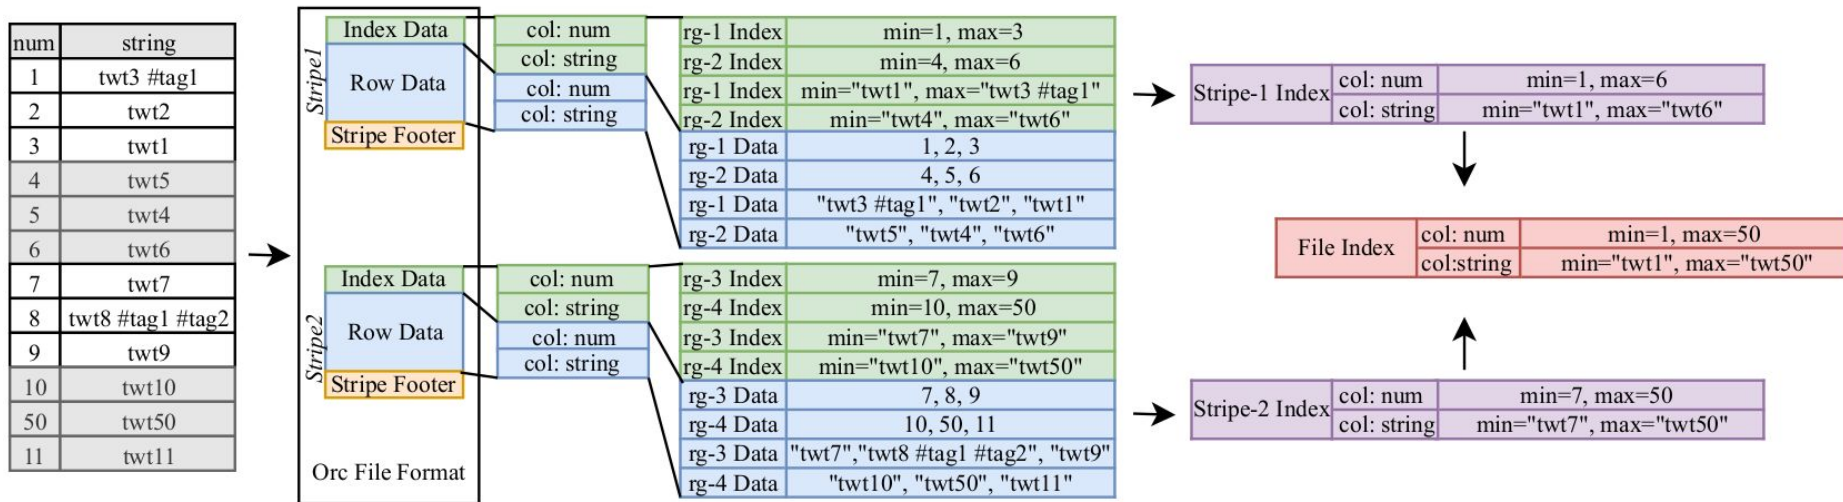 num string
1 twt3 #tag1
2 twt2
3 twt1
4 twt5
5 twt4
6 twt6
7 twt7
8 twt8 #tag1 #tag2
9 twt9
10 twt10
50 twt50
11 twt11
Stripe1
Index Data
Row Data
Stripe Footer
col: num
col: string
col: num
col: string
rg-1 Index min=1, max=3
rg-2 Index min=4, max=6
rg-1 Index min="twt1", max="twt3 #tag1"
rg-2 Index min="twt4", max="twt6"
rg-1 Data 1, 2, 3
rg-2 Data 4, 5, 6
rg-1 Data "twt3 #tag1", "twt2", "twt1"
rg-2 Data "twt5", "twt4", "twt6"
Stripe2
Index Data
Row Data
Stripe Footer
Orc File Format
col: num
col: string
col: num
col: string
rg-3 Index min=7, max=9
rg-4 Index min=10, max=50
rg-3 Index min="twt7", max="twt9"
rg-4 Index min="twt10", max="twt50"
rg-3 Data 7, 8, 9
rg-4 Data 10, 50, 11
rg-3 Data "twt7","twt8 #tag1 #tag2", "twt9"
rg-4 Data "twt10", "twt50", "twt11"
Stripe-1 Index
col: num min=1, max=6
col: string min="twt1", max="twt6"
File Index
col: num min=1, max=50
col:string min="twt1", max="twt50"
Stripe-2 Index
col: num min=7, max=50
col: string min="twt7", max="twt50"